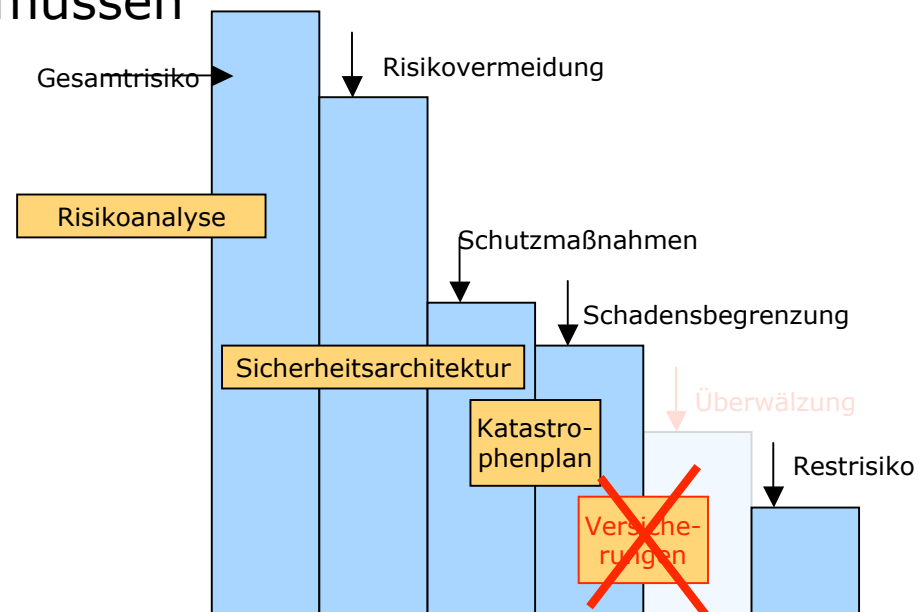 müssen
Gesamtrisiko
Risikovermeidung
Risikoanalyse
Schutzmaßnahmen
Schadensbegrenzung
Sicherheitsarchitektur
Überwälzung
Katastro-
phenplan
Restrisiko
Versiche-
rungen